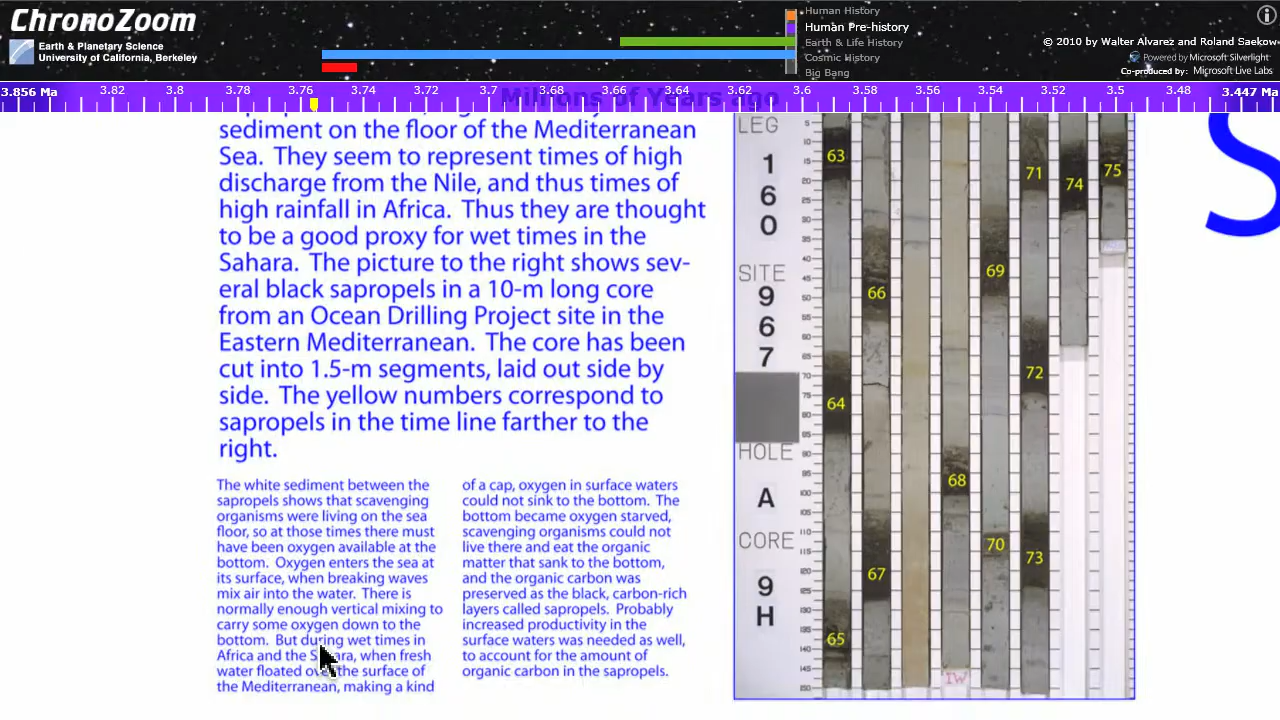 ChronoZoom
Earth & Planetary Science
University of California, Berkeley
Human History
Human Pre-history
Earth & Life History
Cosmic History
Big Bang
© 2010 by Walter Alvarez and Roland Saekow
Powered by Microsoft Silverlight
Co-produced by: Microsoft Live Labs
3.856 Ma 3.82 3.8 3.78 3.76 3.74 3.72 3.7 3.68 3.66 3.64 3.62 3.6 3.58 3.56 3.54 3.52 3.5 3.48 3.447 Ma
Millions of Years ago
sediment on the floor of the Mediterranean
Sea. They seem to represent times of high
discharge from the Nile, and thus times of
high rainfall in Africa. Thus they are thought
to be a good proxy for wet times in the
Sahara. The picture to the right shows sev-
eral black sapropels in a 10-m long core
from an Ocean Drilling Project site in the
Eastern Mediterranean. The core has been
cut into 1.5-m segments, laid out side by
side. The yellow numbers correspond to
sapropels in the time line farther to the
right.
The white sediment between the
sapropels shows that scavenging
organisms were living on the sea
floor, so at those times there must
have been oxygen available at the
bottom. Oxygen enters the sea at
its surface, when breaking waves
mix air into the water. There is
normally enough vertical mixing to
carry some oxygen down to the
bottom. But during wet times in
Africa and the Sahara, when fresh
water floated over the surface of
the Mediterranean, making a kind
of a cap, oxygen in surface waters
could not sink to the bottom. The
bottom became oxygen starved,
scavenging organisms could not
live there and eat the organic
matter that sank to the bottom,
and the organic carbon was
preserved as the black, carbon-rich
layers called sapropels. Probably
increased productivity in the
surface waters was needed as well,
to account for the amount of
organic carbon in the sapropels.
LEG
1
6
0
SITE
9
6
7
HOLE
A
CORE
9
H
63
64
65
66
67
68
IW
69
70
71
72
73
74
75
S